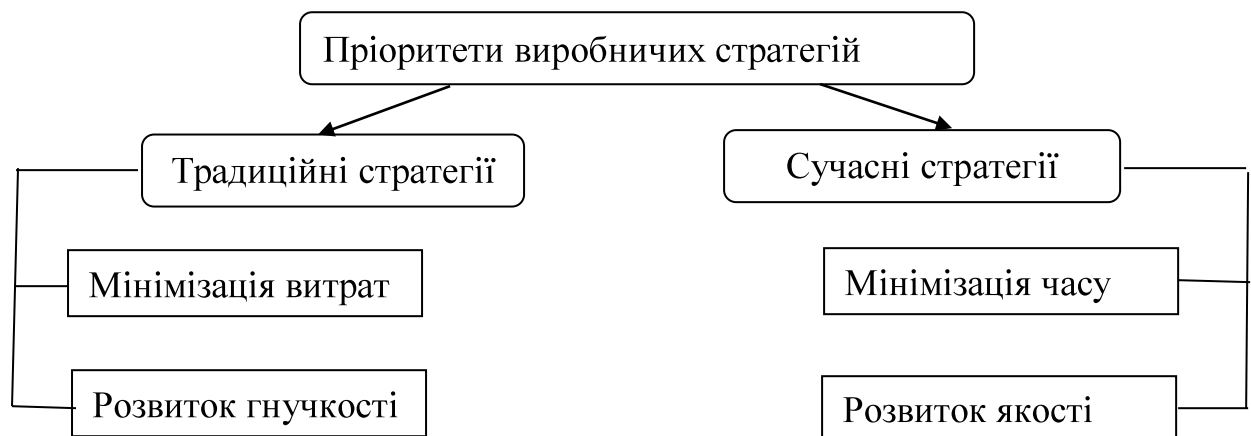 Пріоритети виробничих стратегій
Традиційні стратегії
Сучасні стратегії
Мінімізація витрат
Мінімізація часу
Розвиток гнучкості
Розвиток якості